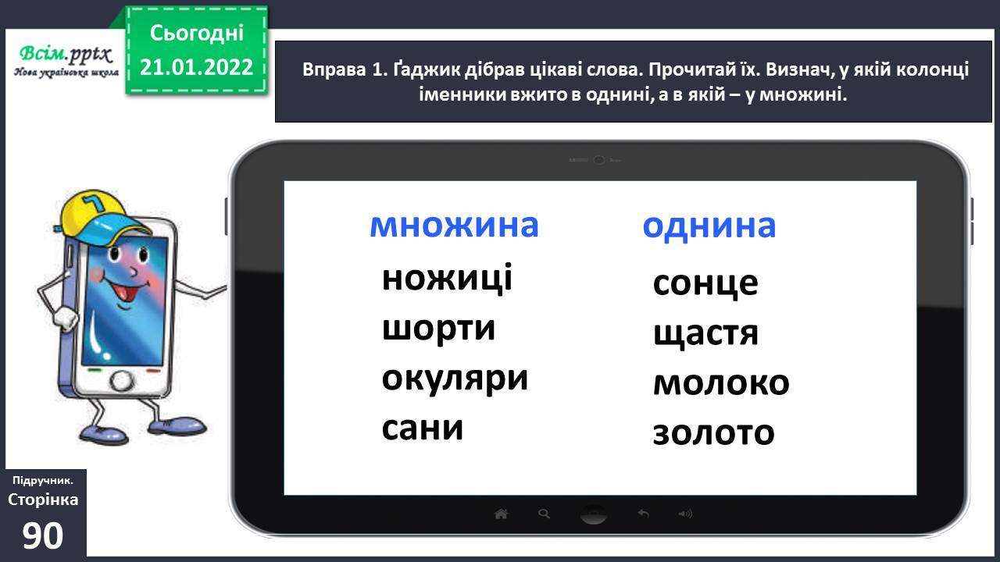 Всім.pptx
Нова українська школа
Сьогодні
21.01.2022
Вправа 1. Ґаджик дібрав цікаві слова. Прочитай їх. Визнач, у якій колонці
іменники вжито в однині, а в якій – у множині.
множина
ножиці
шорти
окуляри
сани
однина
сонце
щастя
молоко
золото
Підручник.
Сторінка
90